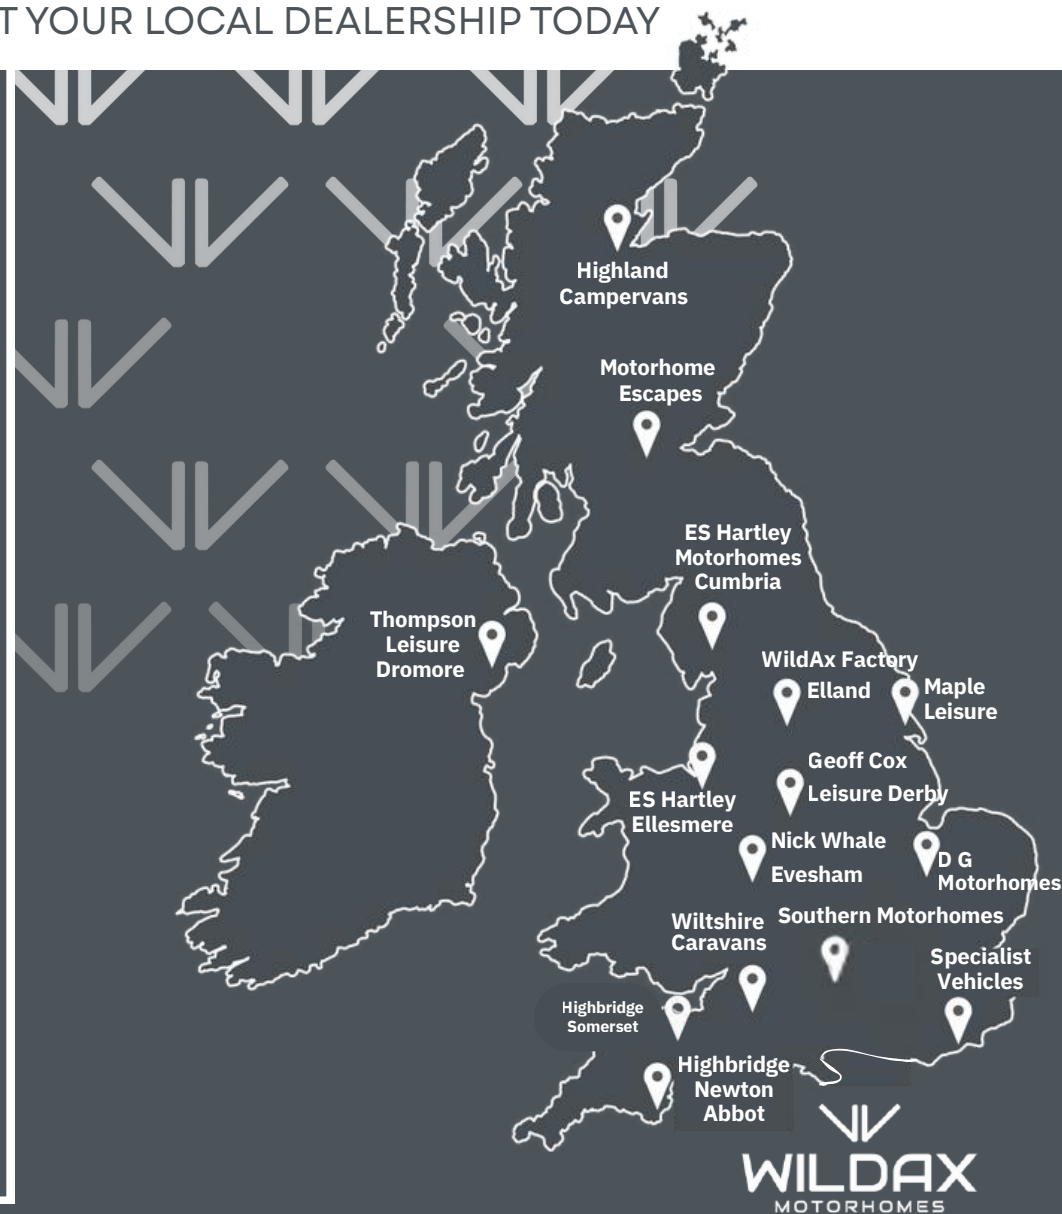 T YOUR LOCAL DEALERSHIP TODAY
Highland
Campervans
Motorhome
Escapes
ES Hartley
Motorhomes
Cumbria
Thompson
Leisure
Dromore
WildAx Factory
Elland
Maple
Leisure
Geoff Cox
Leisure Derby
ES Hartley
Ellesmere
Nick Whale
Evesham
D G
Motorhomes
Southern Motorhomes
Wiltshire
Caravans
Specialist
Vehicles
Highbridge
Somerset
Highbridge
Newton
Abbot
WILDAX
MOTORHOMES